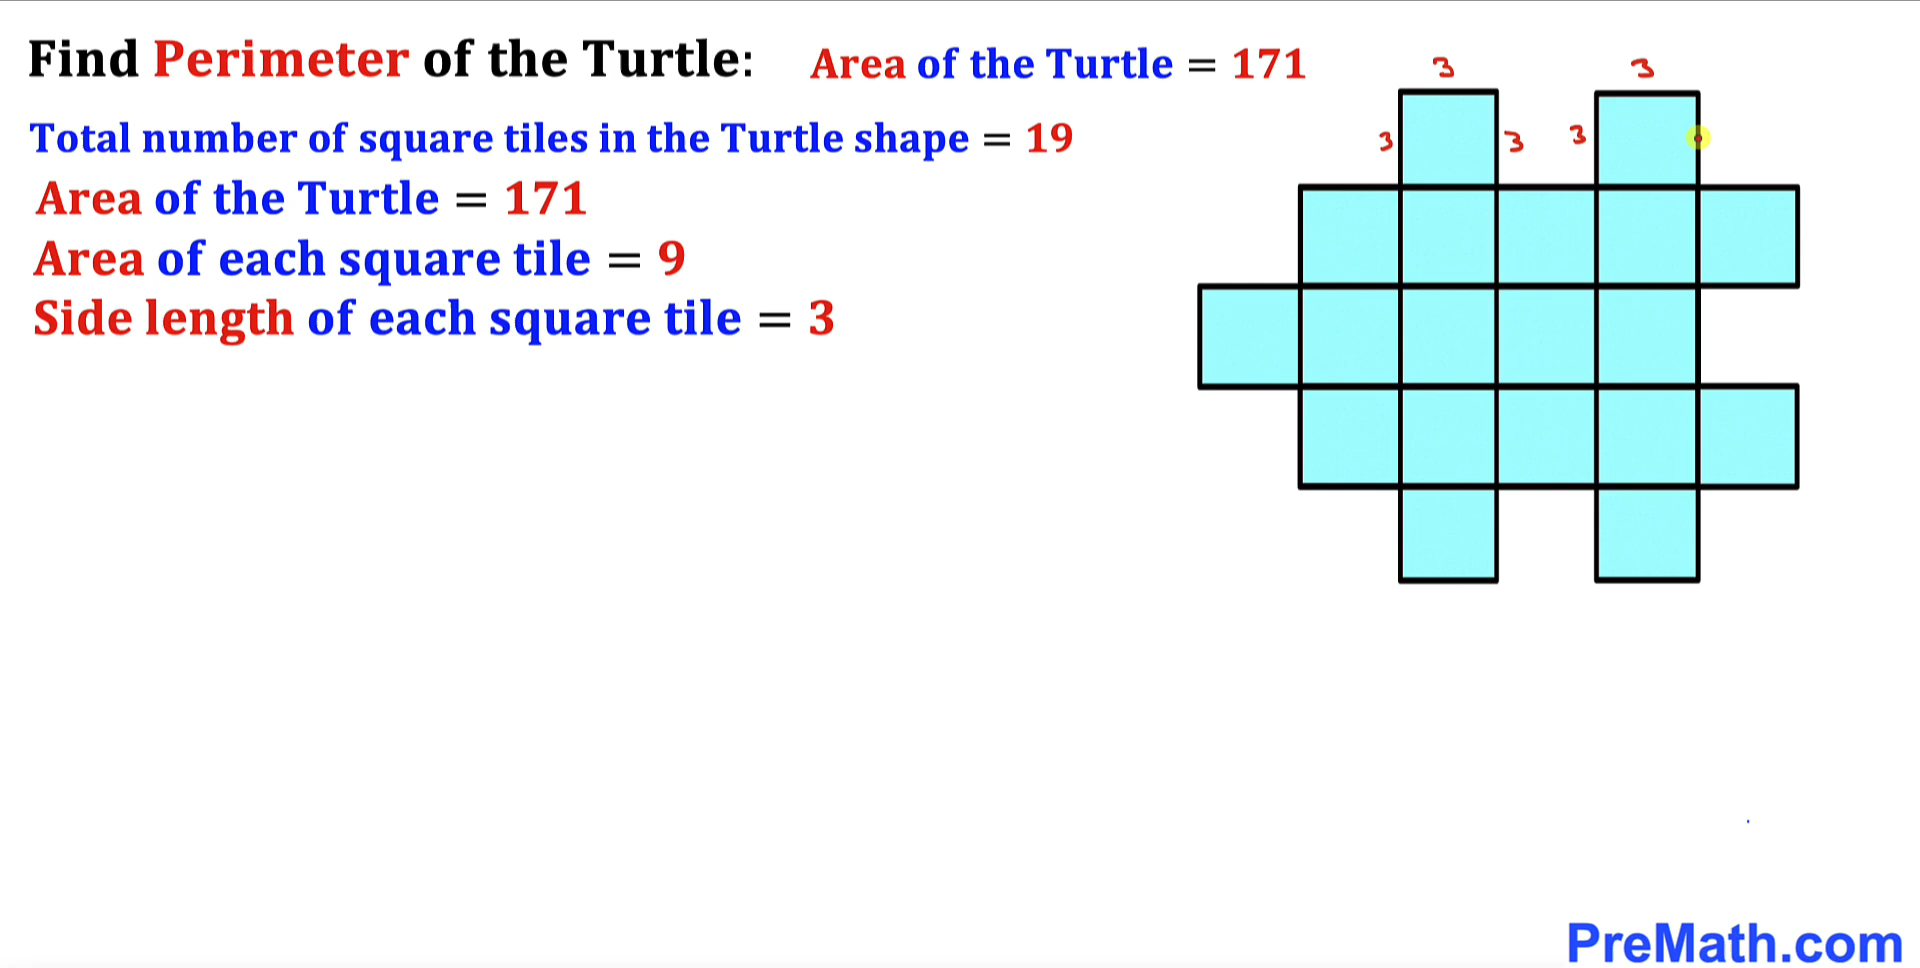 Find Perimeter of the Turtle:
Area of the Turtle = 171
Total number of square tiles in the Turtle shape = 19
Area of the Turtle = 171
Area of each square tile = 9
Side length of each square tile = 3
3 3
3 3 3
PreMath.com